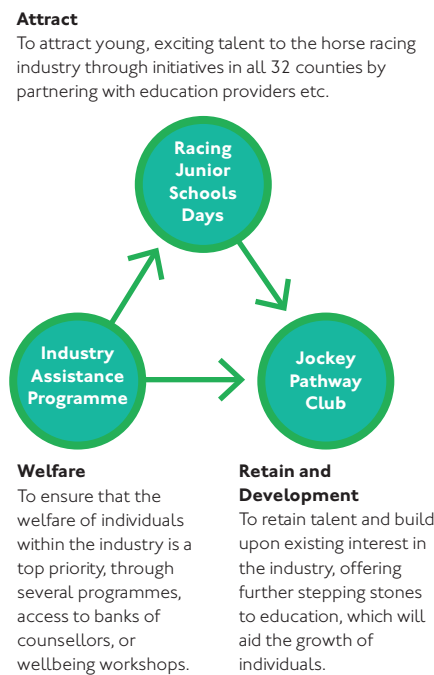 Attract
To attract young, exciting talent to the horse racing
industry through initiatives in all 32 counties by
partnering with education providers etc.
Racing
Junior
Schools
Days
Industry
Assistance
Programme
Jockey
Pathway
Club
Welfare
To ensure that the
welfare of individuals
within the industry is a
top priority, through
several programmes,
access to banks of
counsellors, or
wellbeing workshops.
Retain and
Development
To retain talent and build
upon existing interest in
the industry, offering
further stepping stones
to education, which will
aid the growth of
individuals.